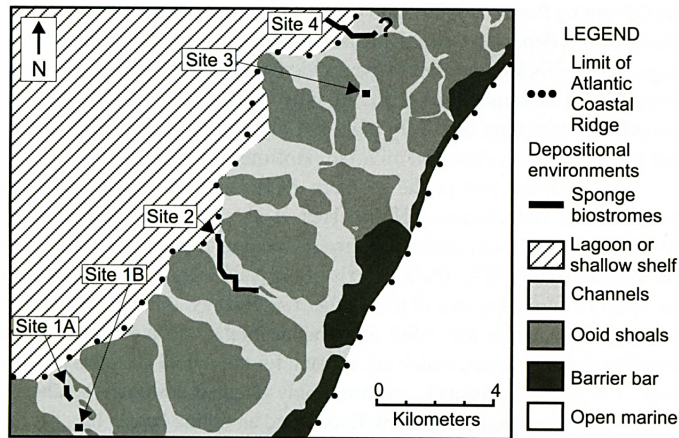 Site 4
?
Site 3
N
Site 2
Site 1B
Site 1A
0 4
Kilometers
LEGEND
Limit of
Atlantic
Coastal
Ridge
Depositional
environments
Sponge
biostromes
Lagoon or
shallow shelf
Channels
Ooid shoals
Barrier bar
Open marine